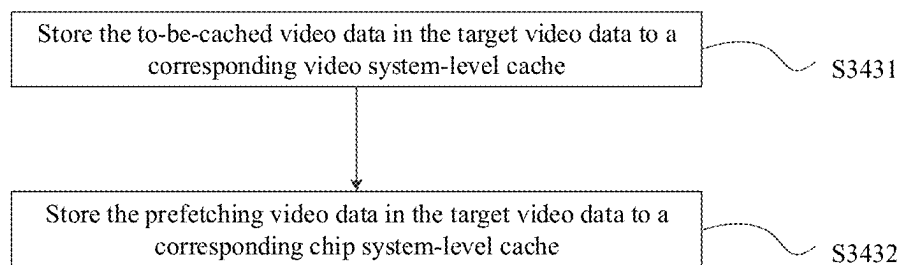 Store the to-be-cached video data in the target video data to a
corresponding video system-level cache
S3431
Store the prefetching video data in the target video data to a
corresponding chip system-level cache
S3432